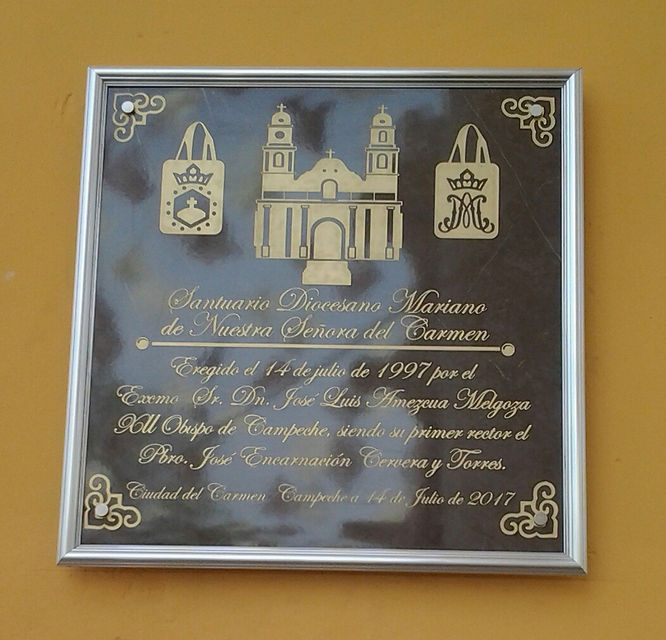 Santuario Diocesano Mariano
de Nuestra Señora del Carmen
Eregido el 14 de julio de 1997 por el
Excmo Sr. Dn. José Luis Amezcua Melgoza
XII Obispo de Campeche, siendo su primer rector el
Pbro. José Encarnación Cervera y Torres.
Ciudad del Carmen, Campeche a 14 de Julio de 2017